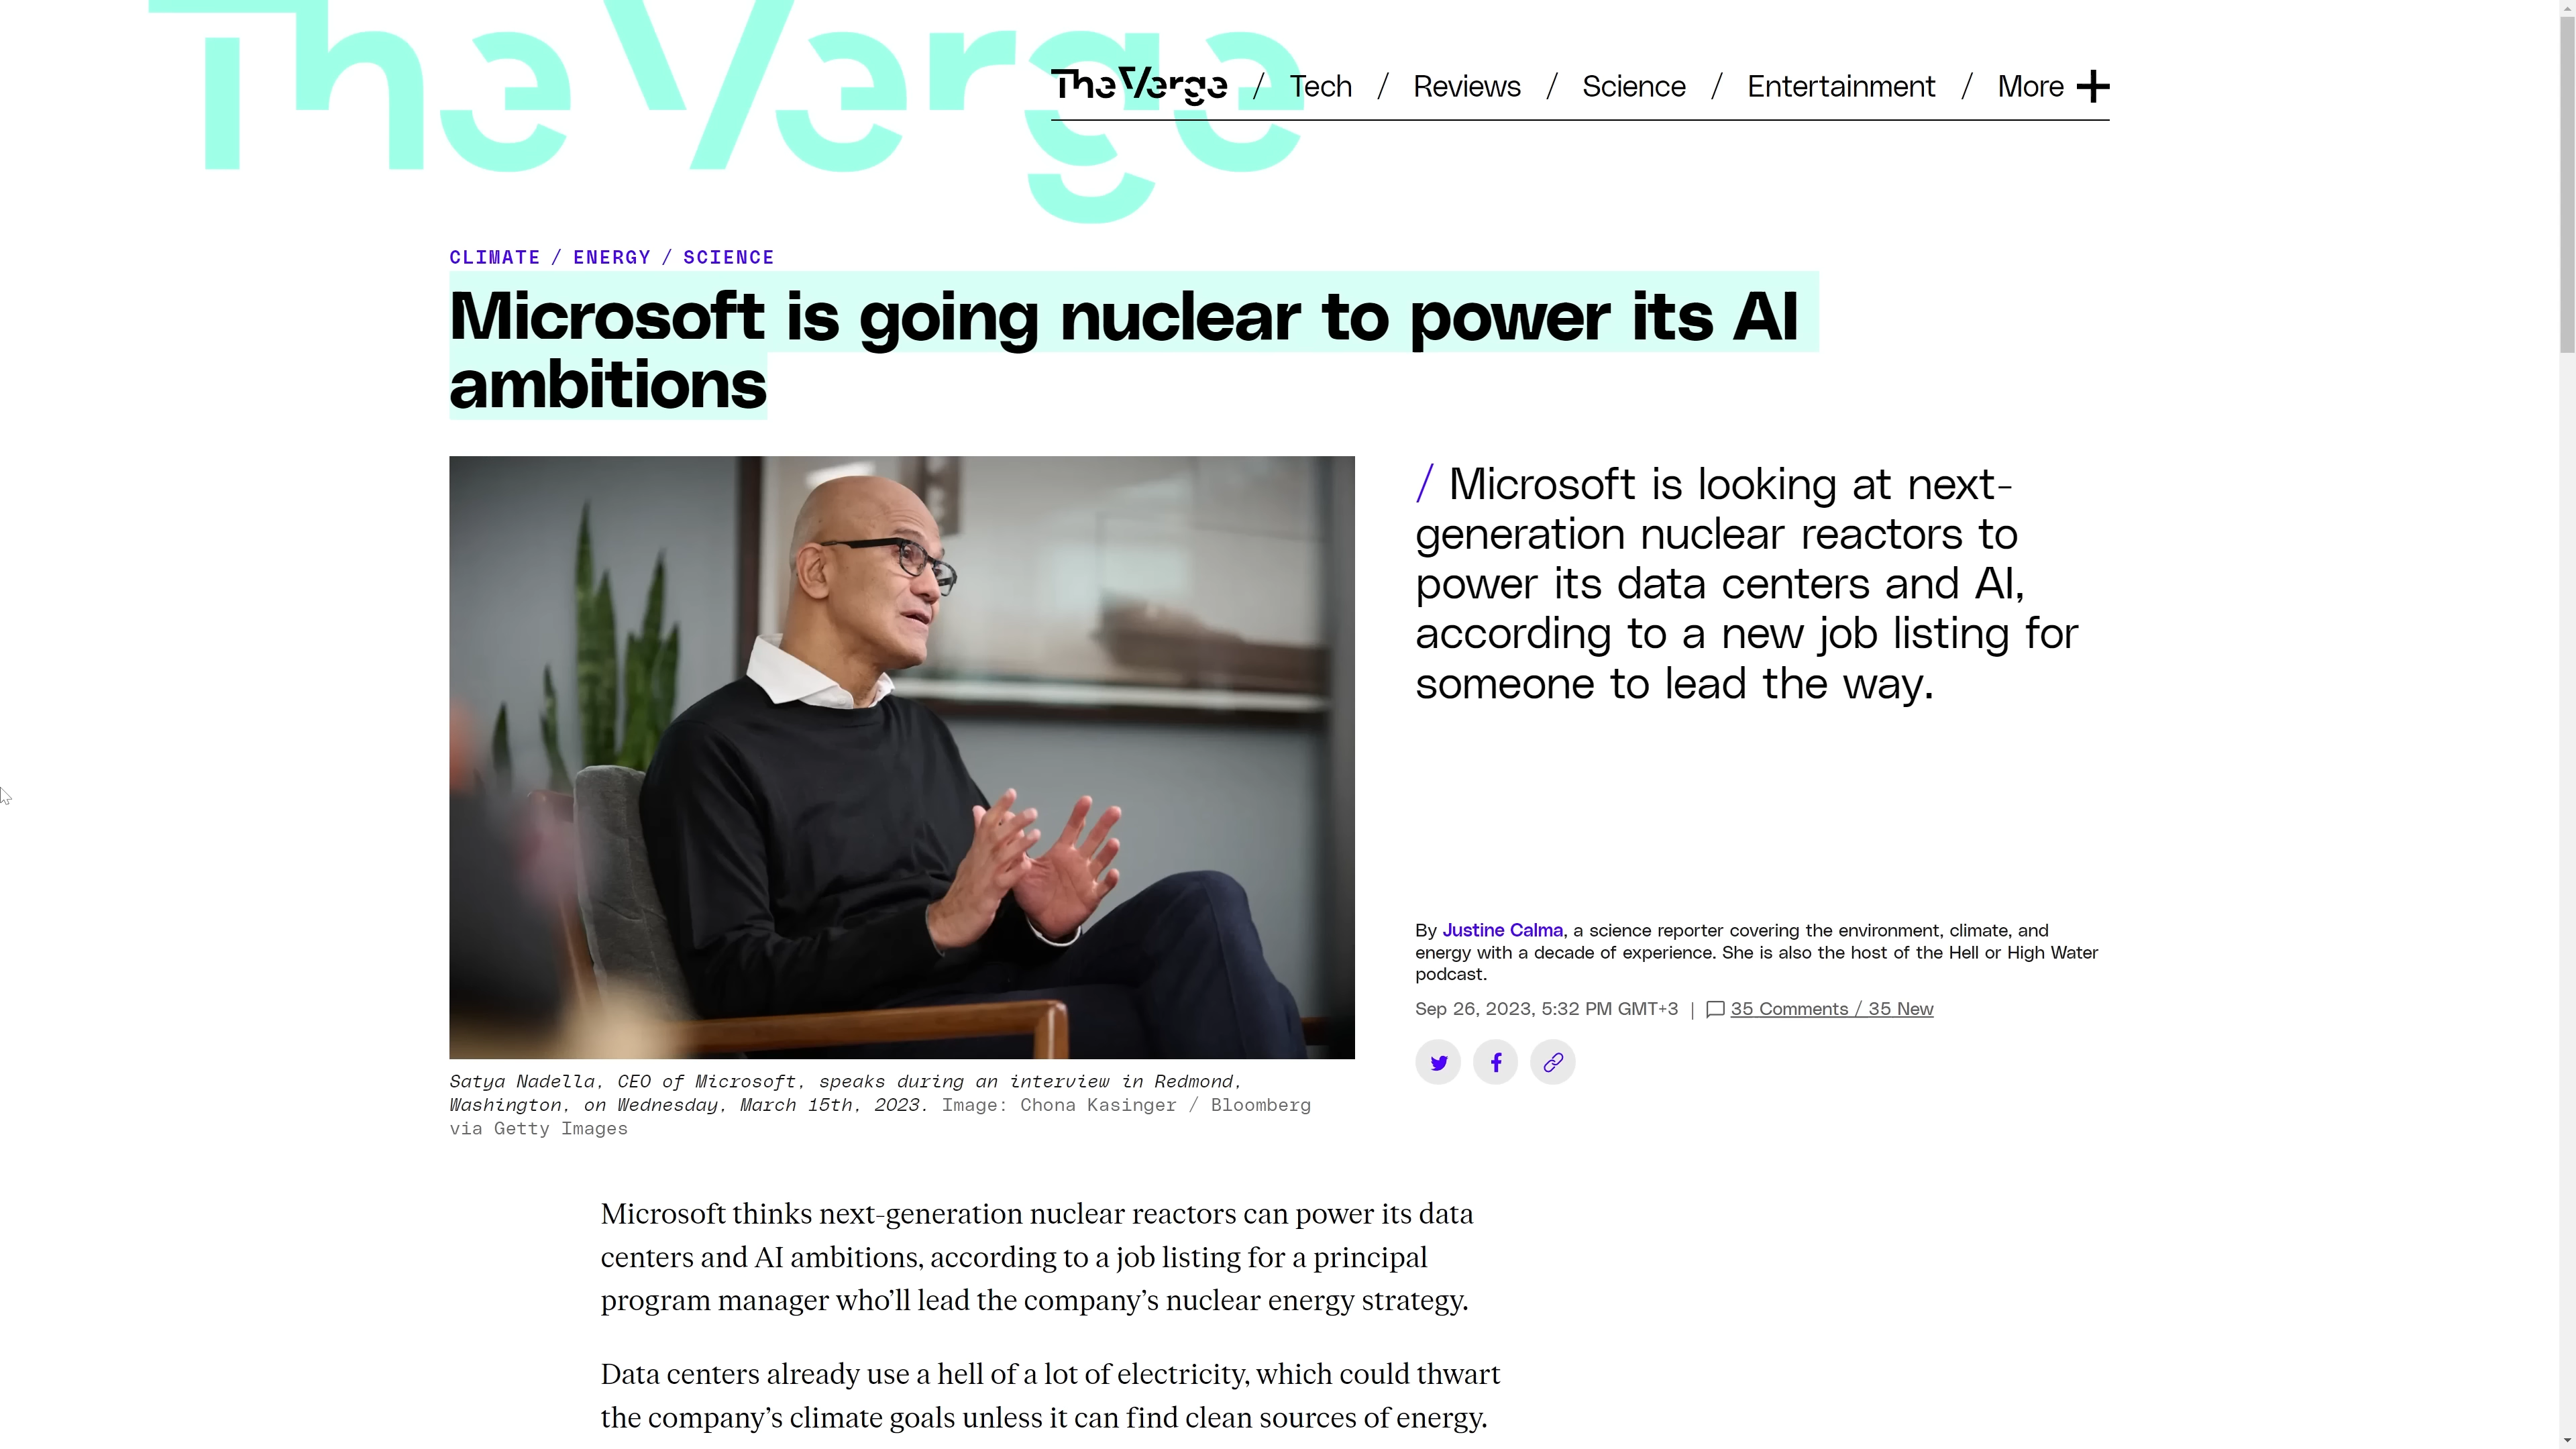 The Verge
The Verge / Tech / Reviews / Science / Entertainment / More
CLIMATE / ENERGY / SCIENCE
Microsoft is going nuclear to power its AI
ambitions
/ Microsoft is looking at next-
generation nuclear reactors to
power its data centers and AI,
according to a new job listing for
someone to lead the way.
By Justine Calma, a science reporter covering the environment, climate, and
energy with a decade of experience. She is also the host of the Hell or High Water
podcast.
Sep 26, 2023, 5:32 PM GMT+3 | 35 Comments / 35 New
Satya Nadella, CEO of Microsoft, speaks during an interview in Redmond,
Washington, on Wednesday, March 15th, 2023. Image: Chona Kasinger / Bloomberg
via Getty Images
Microsoft thinks next-generation nuclear reactors can power its data
centers and AI ambitions, according to a job listing for a principal
program manager who’ll lead the company’s nuclear energy strategy.
Data centers already use a hell of a lot of electricity, which could thwart
the company’s climate goals unless it can find clean sources of energy.